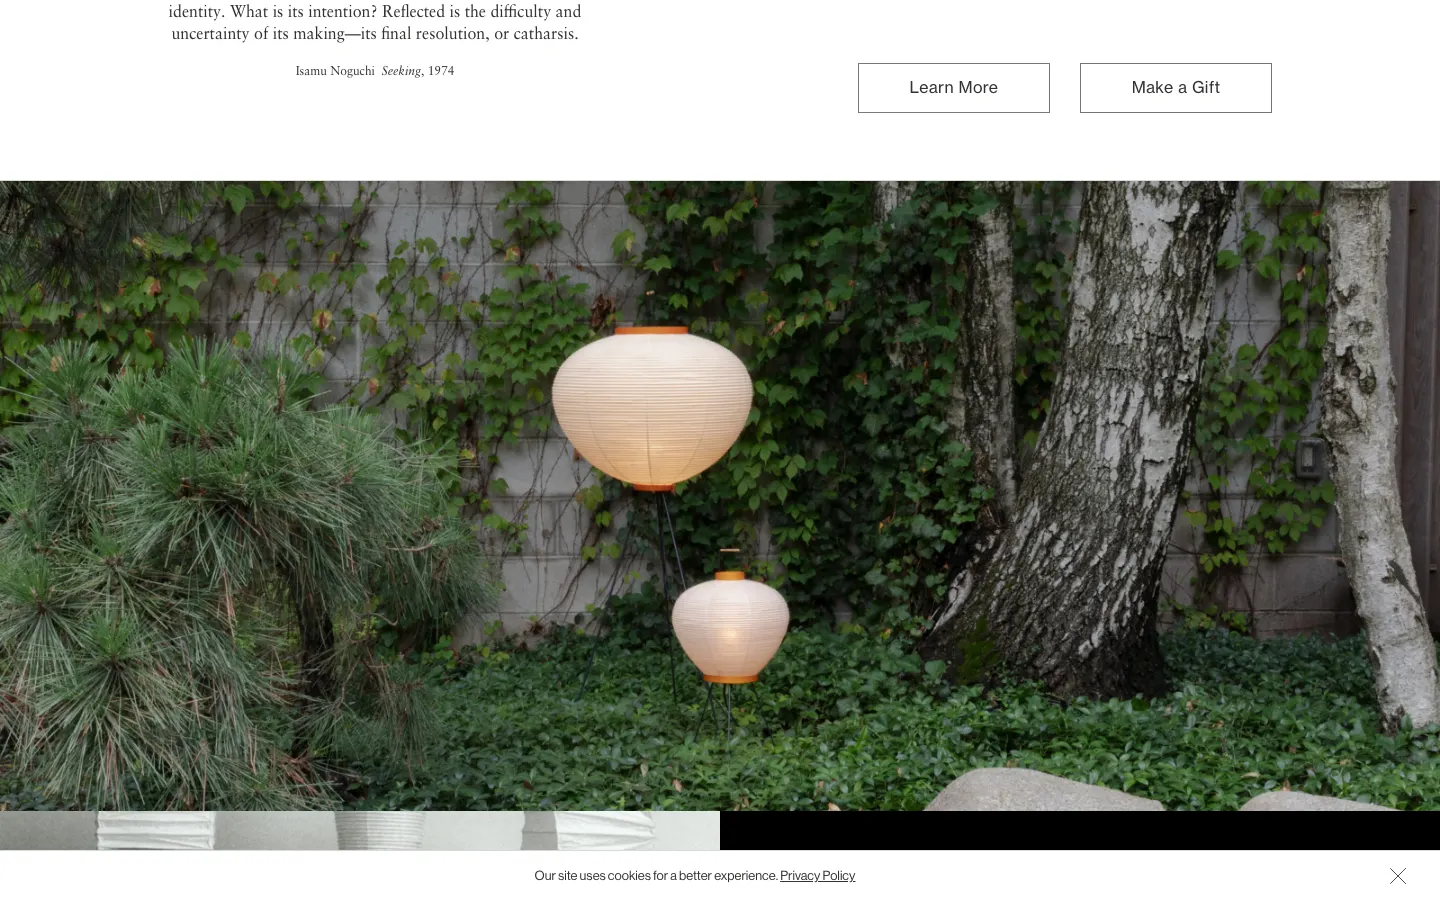 identity. What is its intention? Reflected is the difficulty and
uncertainty of its making—its final resolution, or catharsis.
Isamu Noguchi Seeking, 1974
Learn More
Make a Gift
Our site uses cookies for a better experience. Privacy Policy